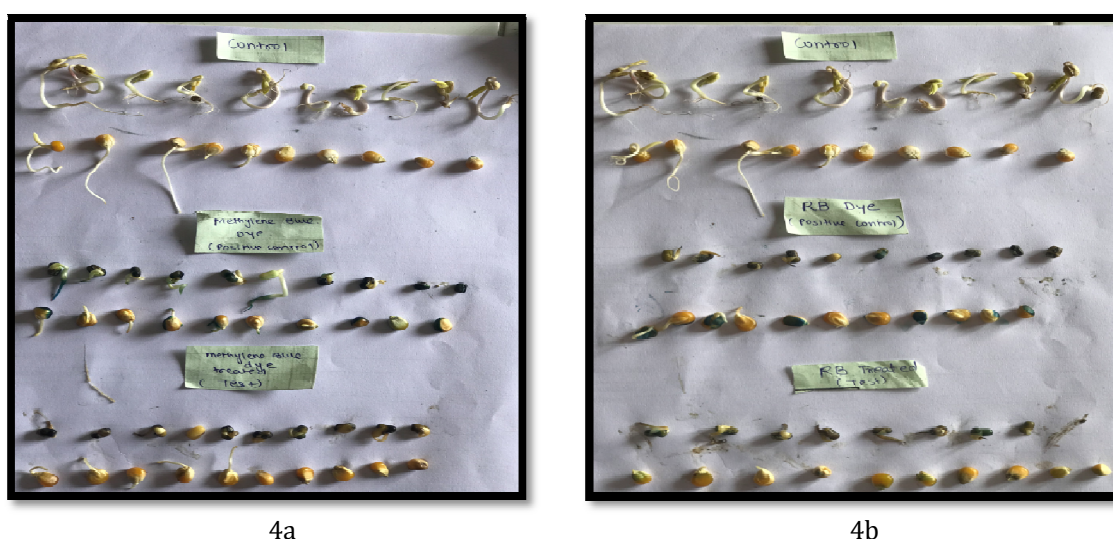 Control
Methylene Blue
Dye
(Positive control)
Methylene Blue
dye
treated
(Test)
4a
Control
RB Dye
(Positive control)
RB Treated
(Test)
4b